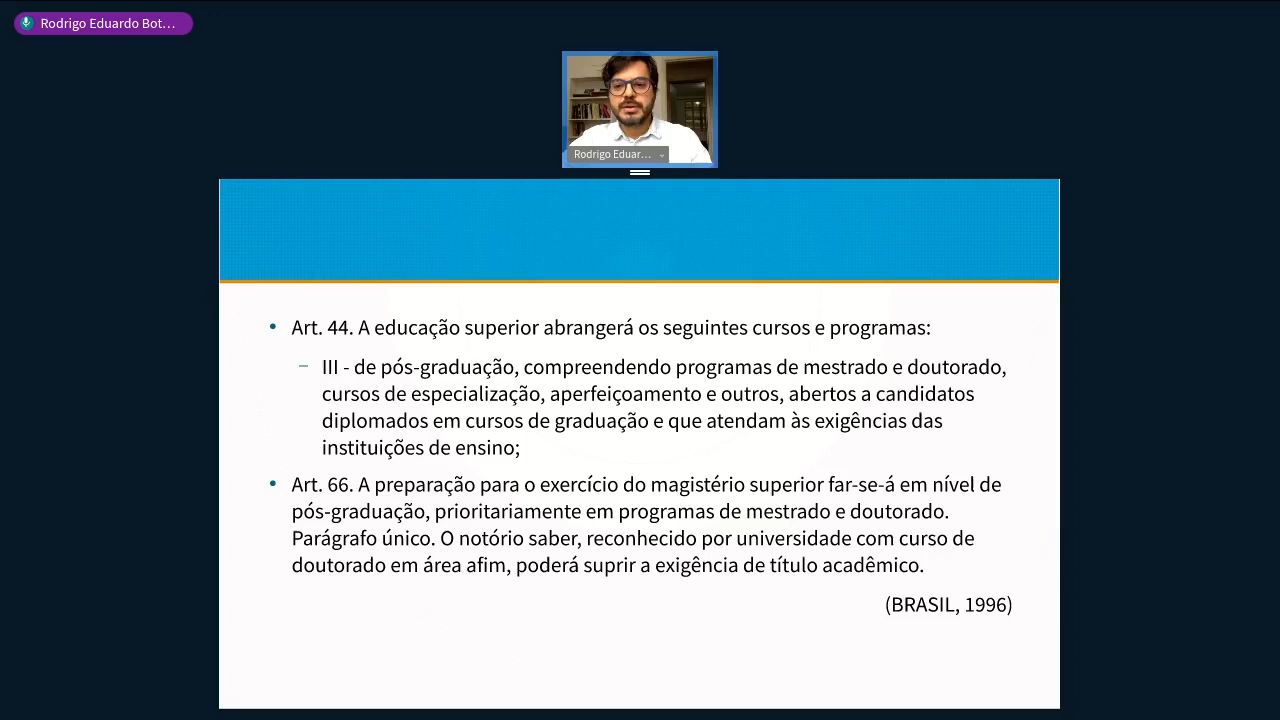 Rodrigo Eduardo Bot...
Rodrigo Eduar...
• Art. 44. A educação superior abrangerá os seguintes cursos e programas:
– III - de pós-graduação, compreendendo programas de mestrado e doutorado,
cursos de especialização, aperfeiçoamento e outros, abertos a candidatos
diplomados em cursos de graduação e que atendam às exigências das
instituições de ensino;
• Art. 66. A preparação para o exercício do magistério superior far-se-á em nível de
pós-graduação, prioritariamente em programas de mestrado e doutorado.
Parágrafo único. O notório saber, reconhecido por universidade com curso de
doutorado em área afim, poderá suprir a exigência de título acadêmico.
(BRASIL, 1996)